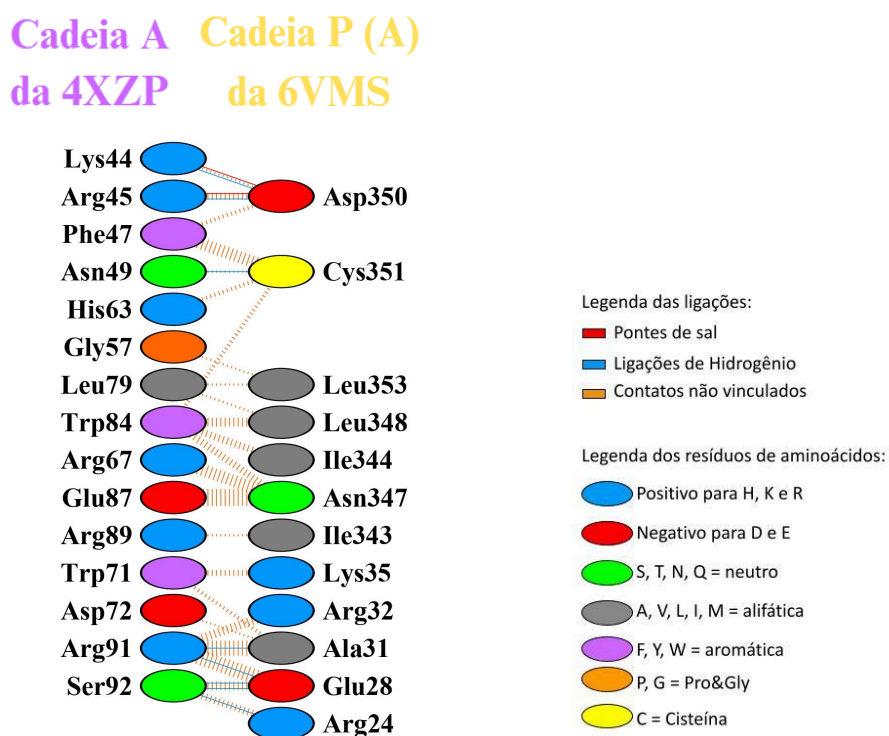 Cadeia A
da 4XZP
Cadeia P (A)
da 6VMS
Lys44
Arg45
Asp350
Phe47
Asn49
Cys351
His63
Gly57
Leu79
Leu353
Trp84
Leu348
Arg67
Ile344
Glu87
Asn347
Arg89
Ile343
Trp71
Lys35
Asp72
Arg32
Arg91
Ala31
Ser92
Glu28
Arg24
Legenda das ligações:
Pontes de sal
Ligações de Hidrogênio
Contatos não vinculados
Legenda dos resíduos de aminoácidos:
Positivo para H, K e R
Negativo para D e E
S, T, N, Q = neutro
A, V, L, I, M = alifática
F, Y, W = aromática
P, G = Pro&Gly
C = Cisteína